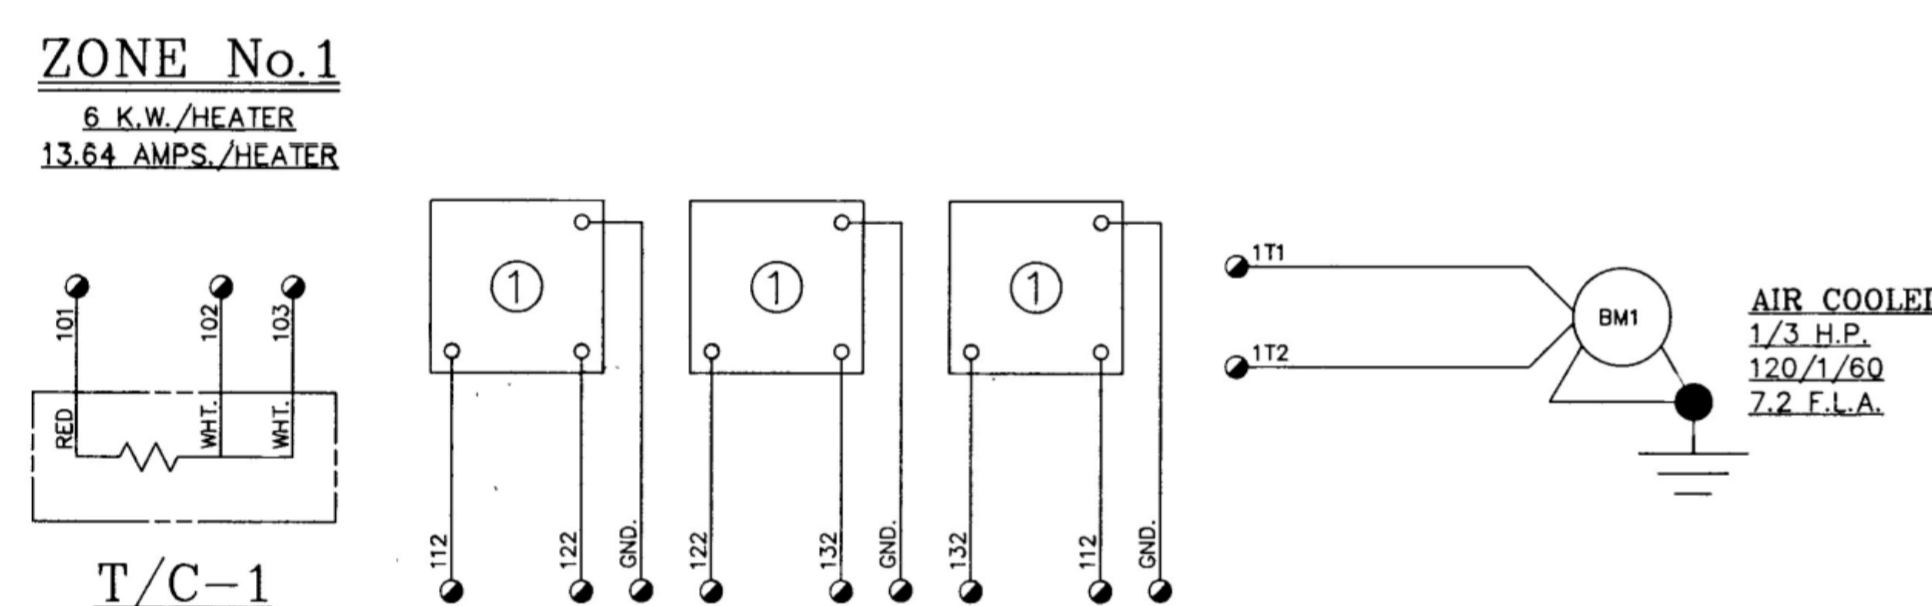 ZONE No.1
6 K.W./HEATER
13.64 AMPS./HEATER
101
102
103
RED
WHT.
WHT.
T/C-1
1
112
122
GND.
1
122
132
GND.
1
132
112
GND.
1T1
1T2
BM1
AIR COOLED
1/3 H.P.
120/1/60
7.2 F.L.A.